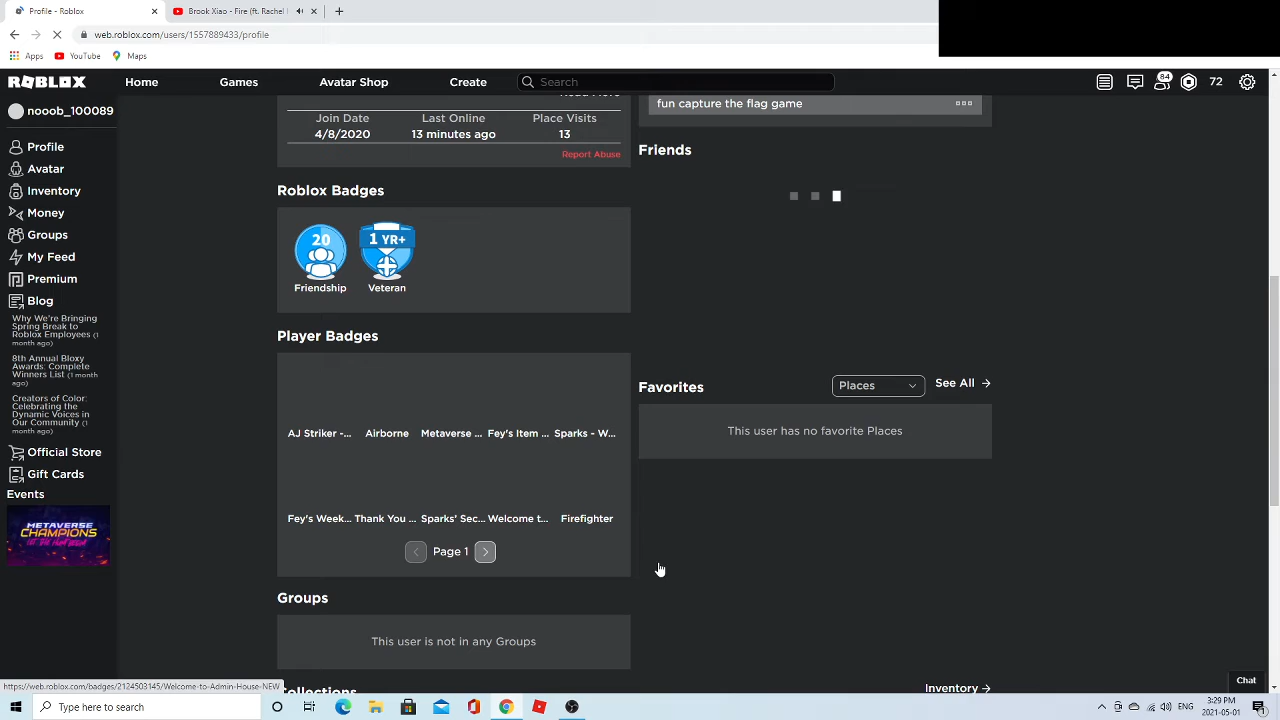 Profile - Roblox
Brook Xiao - Fire (ft. Rachel
web.roblox.com/users/1557889433/profile
Apps
YouTube
Maps
ROBLOX
Home
Games
Avatar Shop
Create
Search
84
72
nooob_100089
Profile
Avatar
Inventory
Money
Groups
My Feed
Premium
Blog
Why We're Bringing
Spring Break to
Roblox Employees (1
month ago)
8th Annual Bloxy
Awards: Complete
Winners List (1 month
ago)
Creators of Color:
Celebrating the
Dynamic Voices in
Our Community (1
month ago)
Official Store
Gift Cards
Events
METAVERSE
CHAMPIONS
Join Date
Last Online
Place Visits
4/8/2020
13 minutes ago
13
Report Abuse
Roblox Badges
20
1 YR+
Friendship
Veteran
Player Badges
AJ Striker -...
Airborne
Metaverse ...
Fey's Item ...
Sparks - W...
Fey's Week...
Thank You ...
Sparks' Sec...
Welcome t...
Firefighter
Page 1
Groups
This user is not in any Groups
fun capture the flag game
Friends
Favorites
Places
See All
This user has no favorite Places
Inventory
Chat
https://web.roblox.com/badges/2124503145/Welcome-to-Admin-House-NEW
Type here to search
ENG
3:29 PM
2021-05-01
1